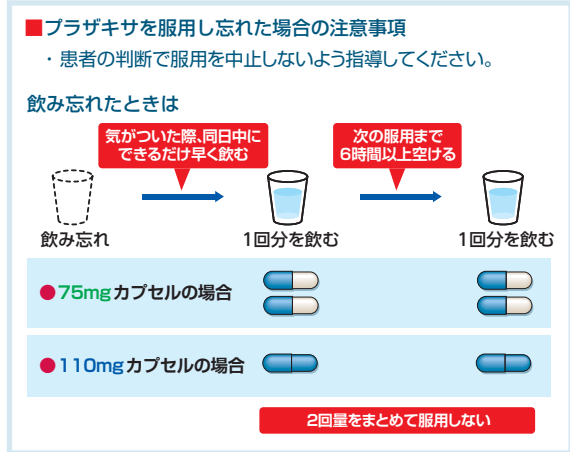 ■プラザキサを服用し忘れた場合の注意事項
・患者の判断で服用を中止しないよう指導してください。
飲み忘れたときは
気がついた際、同日中に
できるだけ早く飲む
次の服用まで
6時間以上空ける
飲み忘れ
1回分を飲む
1回分を飲む
●75mgカプセルの場合
●110mgカプセルの場合
2回量をまとめて服用しない